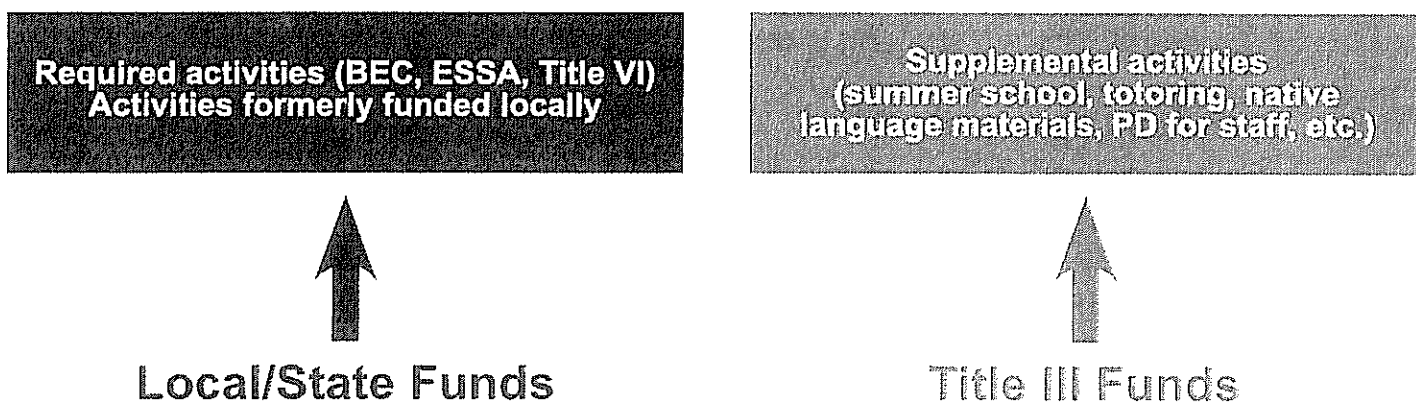 Required activities (BEC, ESSA, Title VI)
Activities formerly funded locally
Supplemental activities
(summer school, totoring, native
language materials, PD for staff, etc.)
Local/State Funds
Title III Funds